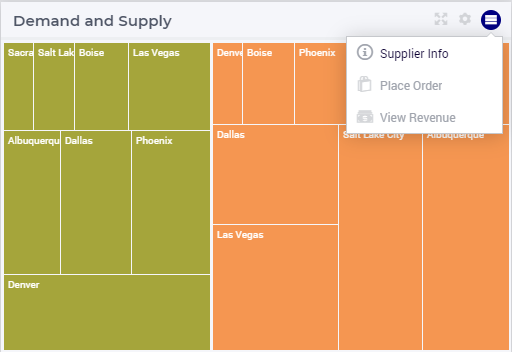 Demand and Supply
Supplier Info
Place Order
View Revenue
Sacra
Salt Lak
Boise
Las Vegas
Albuquerqu
Dallas
Phoenix
Denver
Denve
Boise
Phoenix
Dallas
Salt Lake City
Albuquerque
Las Vegas